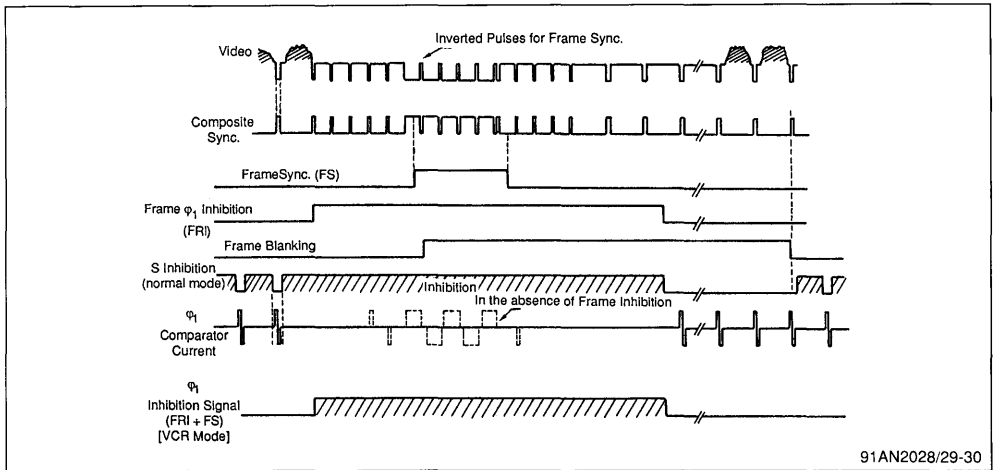 Inverted Pulses for Frame Sync.
Video
Composite
Sync.
FrameSync. (FS)
Frame φ1 Inhibition
(FRI)
Frame Blanking
S Inhibition
(normal mode)
Inhibition
In the absence of Frame Inhibition
φ1
Comparator
Current
φ1
Inhibition Signal
(FRI + FS)
[VCR Mode]
91AN2028/29-30